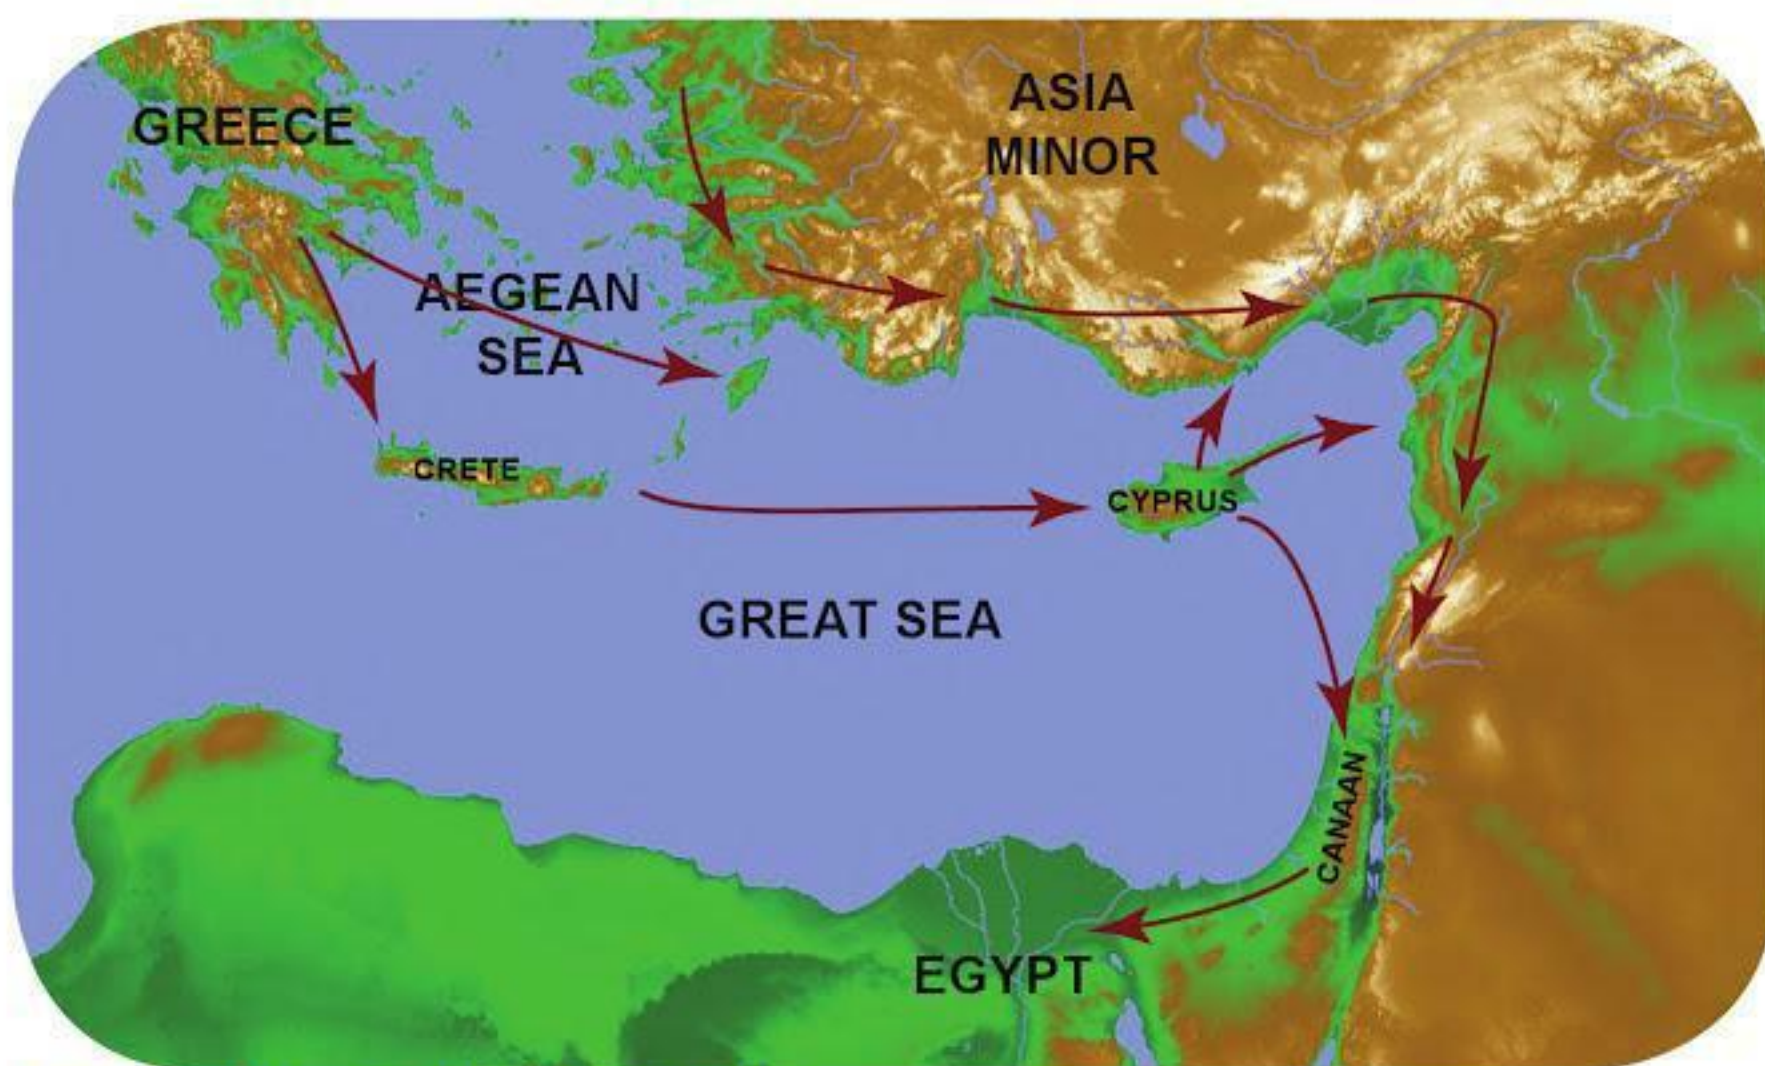 GREECE
ASIA
MINOR
AEGEAN
SEA
CRETE
CYPRUS
GREAT SEA
CANAAN
EGYPT